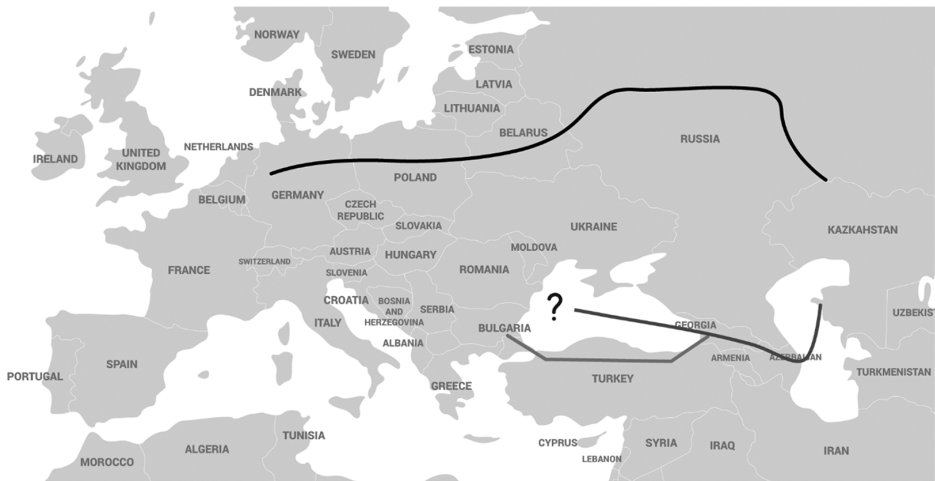 NORWAY
SWEDEN
ESTONIA
LATVIA
DENMARK
LITHUANIA
BELARUS
RUSSIA
IRELAND
UNITED
KINGDOM
NETHERLANDS
POLAND
BELGIUM
GERMANY
CZECH
REPUBLIC
SLOVAKIA
UKRAINE
KAZAKHSTAN
AUSTRIA
HUNGARY
MOLDOVA
SWITZERLAND
SLOVENIA
ROMANIA
FRANCE
CROATIA
BOSNIA
AND
HERZEGOVINA
SERBIA
?
UZBEKIST
ITALY
BULGARIA
GEORGIA
ALBANIA
ARMENIA
AZERBAIJAN
PORTUGAL
SPAIN
GREECE
TURKEY
TURKMENISTAN
TUNISIA
ALGERIA
MOROCCO
CYPRUS
LEBANON
SYRIA
IRAQ
IRAN